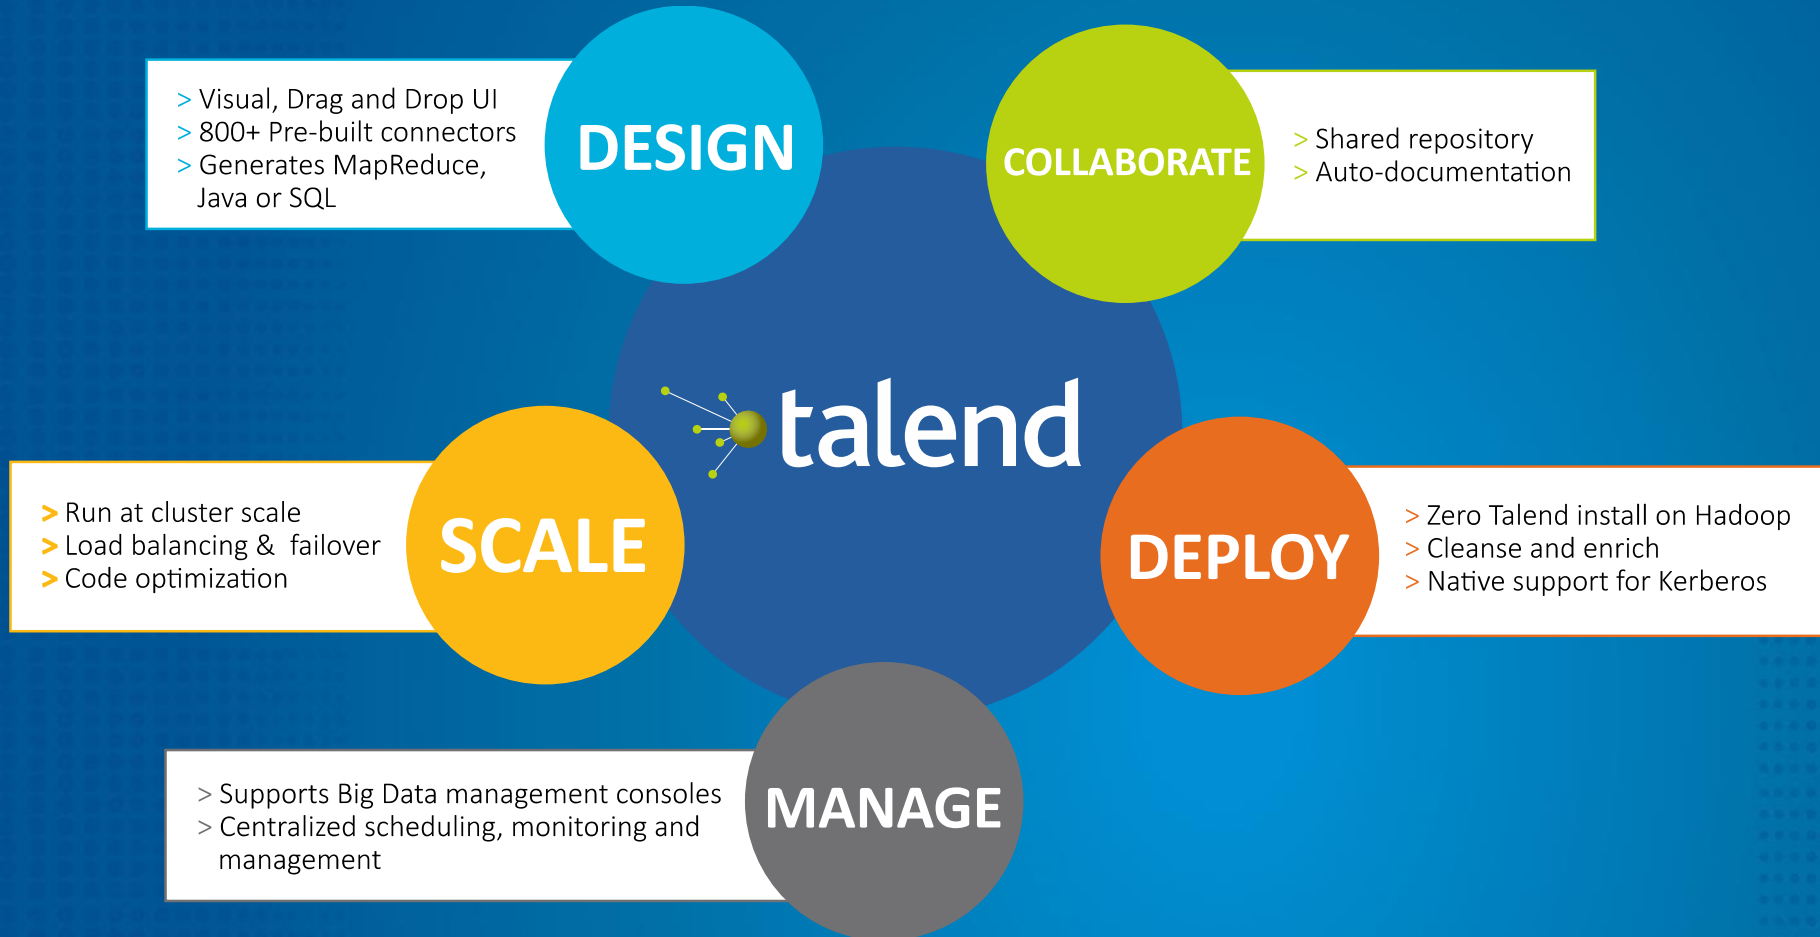 > Visual, Drag and Drop UI
> 800+ Pre-built connectors
> Generates MapReduce,
Java or SQL
DESIGN
COLLABORATE
> Shared repository
> Auto-documentation
talend
> Run at cluster scale
> Load balancing &  failover
> Code optimization
SCALE
DEPLOY
> Zero Talend install on Hadoop
> Cleanse and enrich
> Native support for Kerberos
> Supports Big Data management consoles
> Centralized scheduling, monitoring and
management
MANAGE